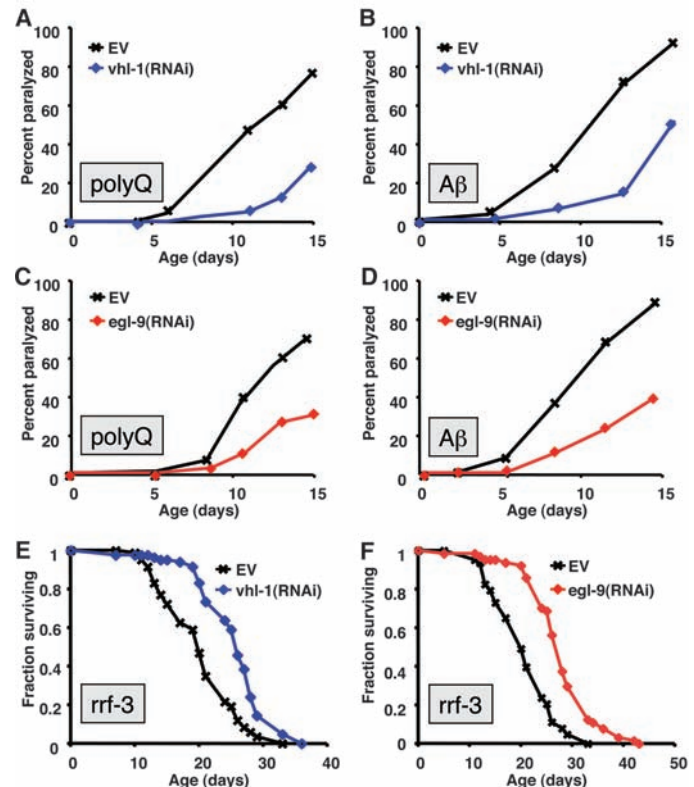 A
EV
vhl-1(RNAi)
Percent paralyzed
100
80
60
40
20
0
polyQ
0 5 10 15
Age (days)
B
EV
vhl-1(RNAi)
Percent paralyzed
100
80
60
40
20
0
Aβ
0 5 10 15
Age (days)
C
EV
egl-9(RNAi)
Percent paralyzed
100
80
60
40
20
0
polyQ
0 5 10 15
Age (days)
D
EV
egl-9(RNAi)
Percent paralyzed
100
80
60
40
20
0
Aβ
0 5 10 15
Age (days)
E
EV
vhl-1(RNAi)
Fraction surviving
1
0.8
0.6
0.4
0.2
0
rrf-3
0 10 20 30 40
Age (days)
F
EV
egl-9(RNAi)
Fraction surviving
1
0.8
0.6
0.4
0.2
0
rrf-3
0 10 20 30 40 50
Age (days)